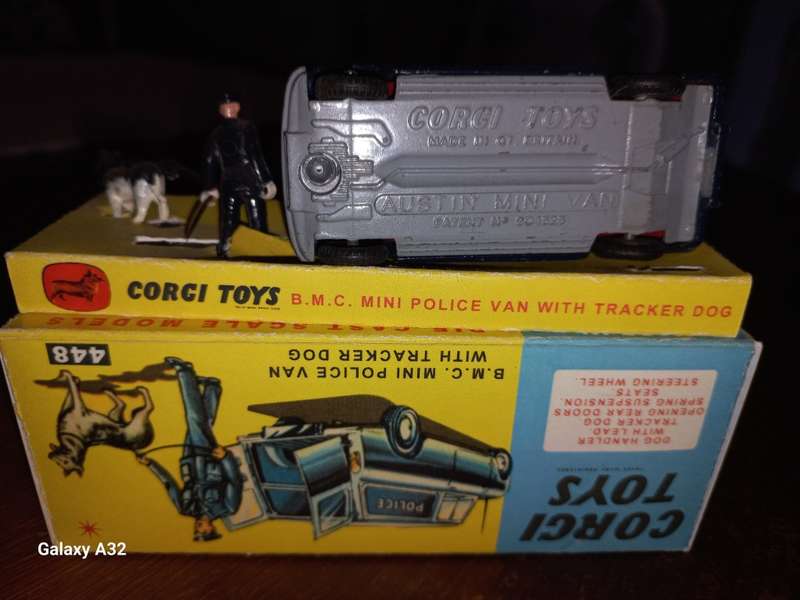 CORGI TOYS
MADE IN GT. BRITAIN
AUSTIN MINI VAN
PATENT Nº
CORGI TOYS B.M.C. MINI POLICE VAN WITH TRACKER DOG
DIE-CAST SCALE MODELS
448
B.M.C. MINI POLICE VAN
WITH TRACKER DOG
POLICE
DOG HANDLER
WITH LEAD.
TRACKER DOG
OPENING REAR DOORS
SPRING SUSPENSION.
SEATS
STEERING WHEEL.
CORGI
TOYS
Galaxy A32